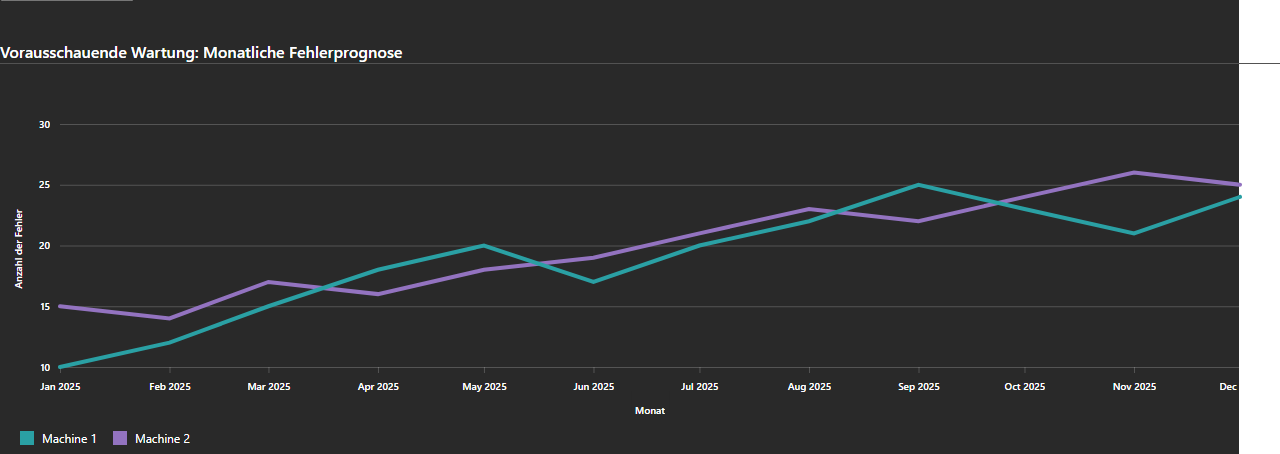 Vorausschauende Wartung: Monatliche Fehlerprognose
30
25
20
15
10
Anzahl der Fehler
Jan 2025 Feb 2025 Mar 2025 Apr 2025 May 2025 Jun 2025 Jul 2025 Aug 2025 Sep 2025 Oct 2025 Nov 2025 Dec
Monat
Machine 1 Machine 2